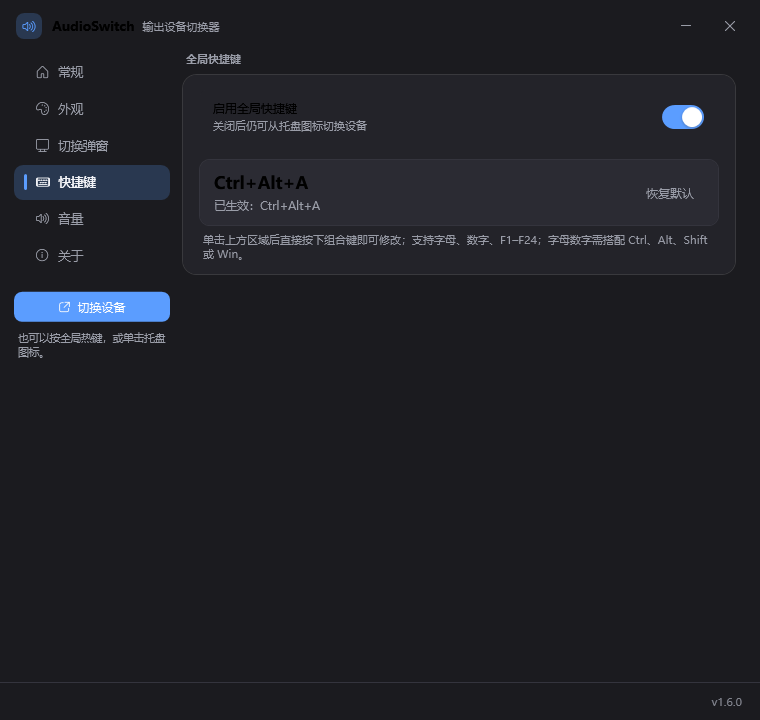 AudioSwitch 输出设备切换器
常规
外观
切换弹窗
快捷键
音量
关于
切换设备
也可以按全局热键，或单击托盘
图标。
全局快捷键
启用全局快捷键
关闭后仍可从托盘图标切换设备
Ctrl+Alt+A
已生效：Ctrl+Alt+A
恢复默认
单击上方区域后直接按下组合键即可修改；支持字母、数字、F1–F24；字母数字需搭配 Ctrl、Alt、Shift
或 Win。
v1.6.0